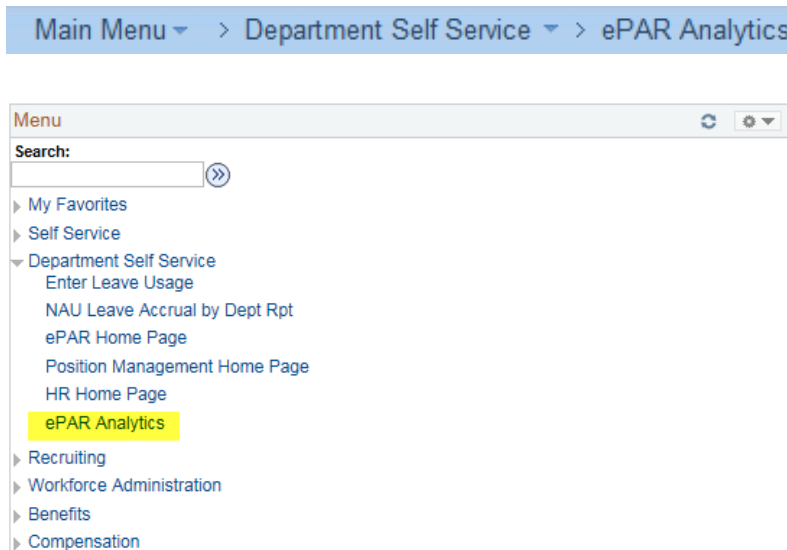 Main Menu > Department Self Service > ePAR Analytics
Menu
Search:
My Favorites
Self Service
Department Self Service
Enter Leave Usage
NAU Leave Accrual by Dept Rpt
ePAR Home Page
Position Management Home Page
HR Home Page
ePAR Analytics
Recruiting
Workforce Administration
Benefits
Compensation